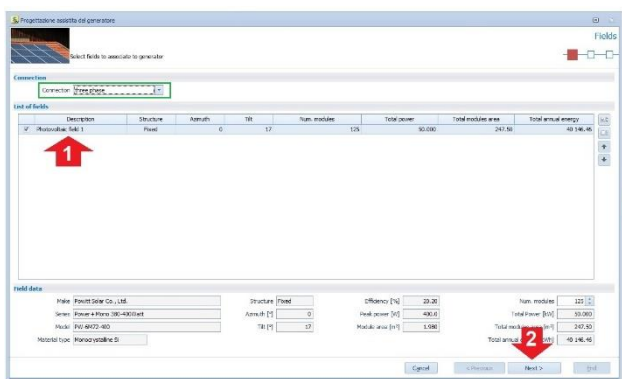 Progettazione assistita del generatore
Fields
Select fields to associate to generator
Connection
Connection three phase
List of fields
Description Structure Azimuth Tilt Num. modules Total power Total modules area Total annual energy
Photovoltaic field 1 Fixed 0 17 125 50.000 247.50 49 146.46
1
Field data
Make Powitt Solar Co., Ltd. Structure Fixed Efficiency [%] 20.20 Num. modules 125
Series Power 4 Mono 380-400Watt Azimuth [°] 0 Peak power [W] 400.0 Total Power [kW] 50.000
Model PW-6M72-400 Tilt [°] 17 Module area [m²] 1.980 Total modules area [m²] 247.50
Material type Monocrystalline Si Total annual 49 146.46
2
Cancel < Previous Next > End